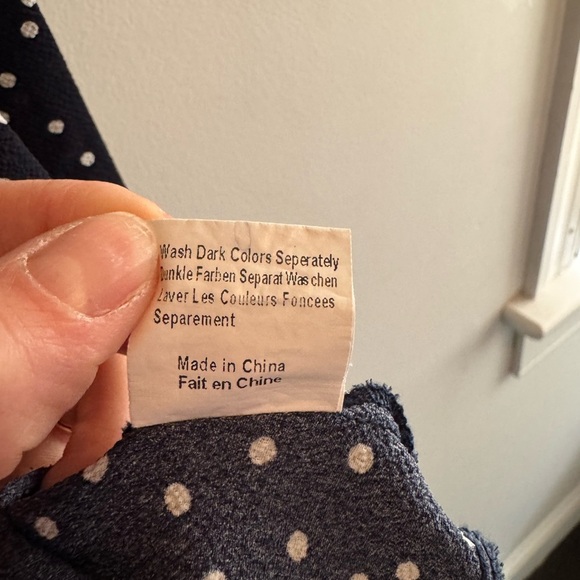 Wash Dark Colors Seperately
Dunkle Farben Separat Waschen
Laver Les Couleurs Foncees
Separement
Made in China
Fait en Chine